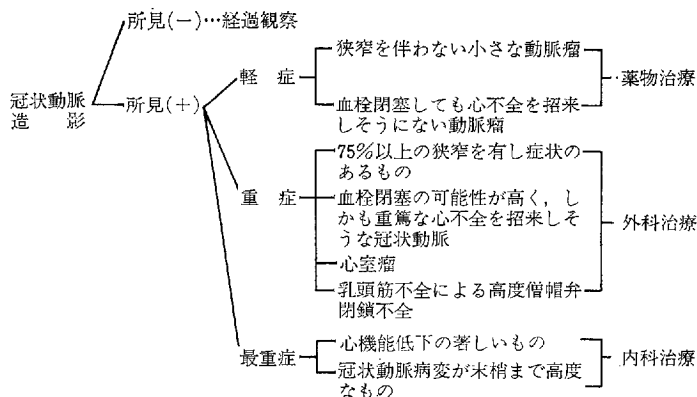 所見(－)…経過観察
冠状動脈
造　影
所見(＋)
軽　症
狭窄を伴わない小さな動脈瘤
血栓閉塞しても心不全を招来
しそうにない動脈瘤
薬物治療
重　症
75％以上の狭窄を有し症状の
あるもの
血栓閉塞の可能性が高く，し
かも重篤な心不全を招来しそ
うな冠状動脈
心室瘤
乳頭筋不全による高度僧帽弁
閉鎖不全
外科治療
最重症
心機能低下の著しいもの
冠状動脈病変が末梢まで高度
なもの
内科治療